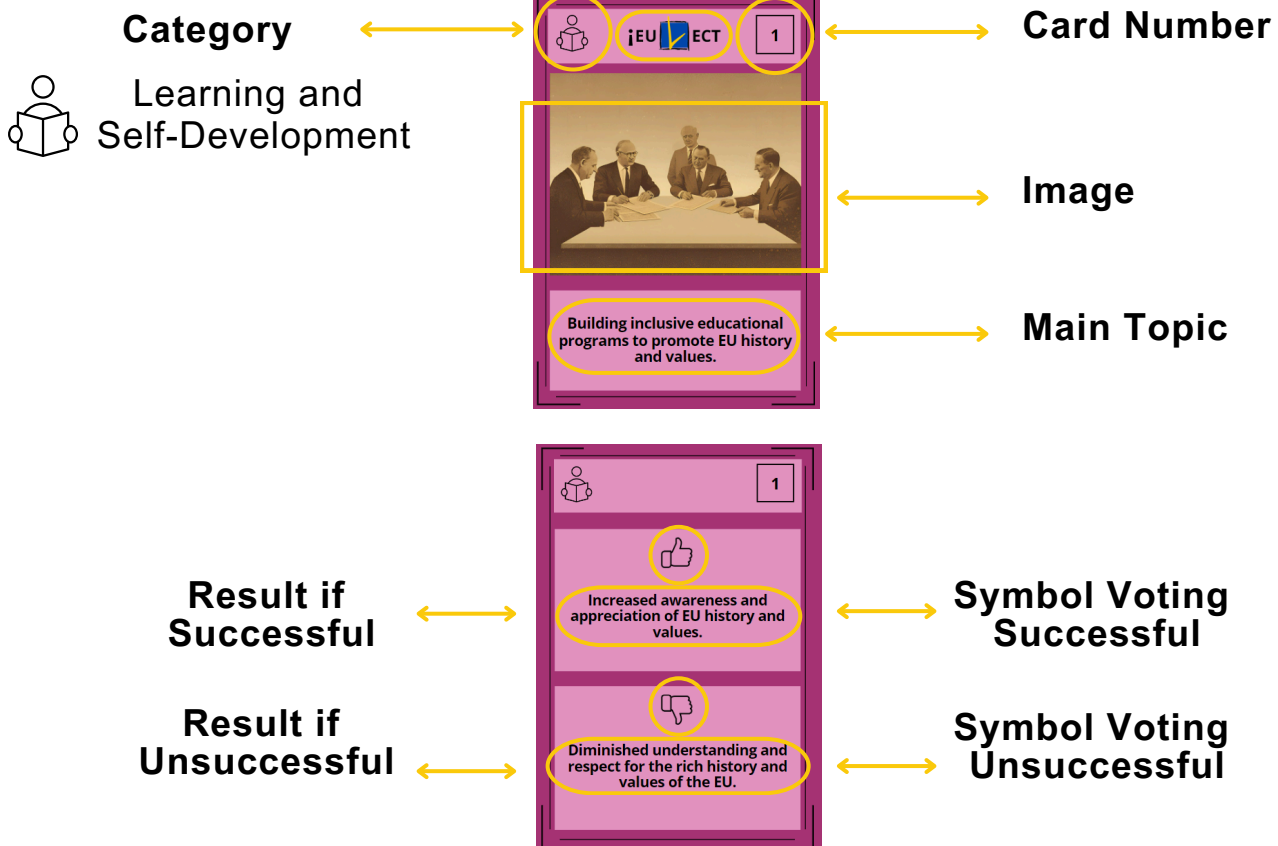 Category
Learning and
Self-Development
¡EU ECT
1
Card Number
Image
Building inclusive educational
programs to promote EU history
and values.
Main Topic
1
Result if
Successful
Increased awareness and
appreciation of EU history and
values.
Symbol Voting
Successful
Result if
Unsuccessful
Diminished understanding and
respect for the rich history and
values of the EU.
Symbol Voting
Unsuccessful